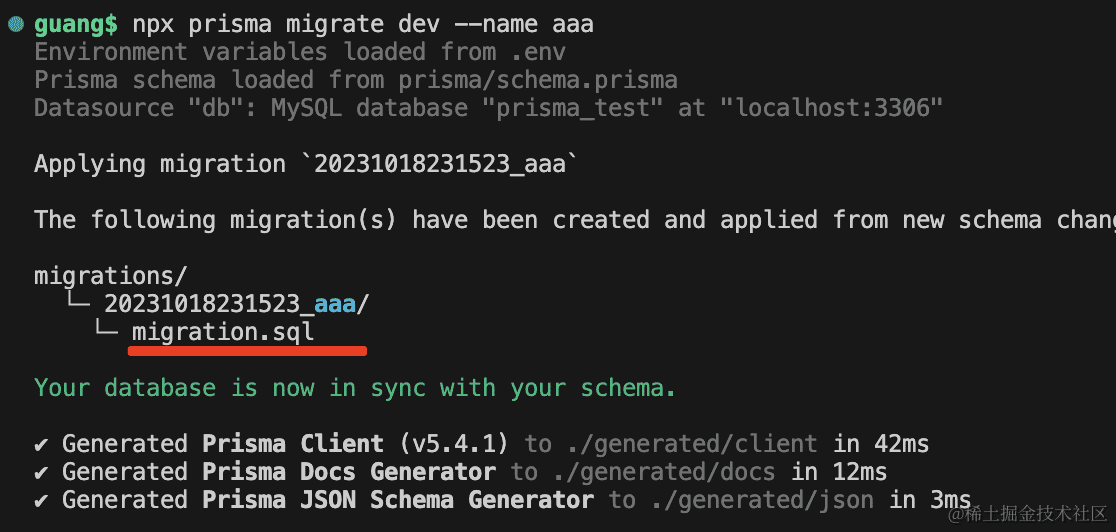 guang$ npx prisma migrate dev --name aaa
Environment variables loaded from .env
Prisma schema loaded from prisma/schema.prisma
Datasource "db": MySQL database "prisma_test" at "localhost:3306"
Applying migration `20231018231523_aaa`
The following migration(s) have been created and applied from new schema chang
migrations/
└─ 20231018231523_aaa/
└─ migration.sql
Your database is now in sync with your schema.
✔ Generated Prisma Client (v5.4.1) to ./generated/client in 42ms
✔ Generated Prisma Docs Generator to ./generated/docs in 12ms
✔ Generated Prisma JSON Schema Generator to ./generated/json in 3ms
@稀土掘金技术社区